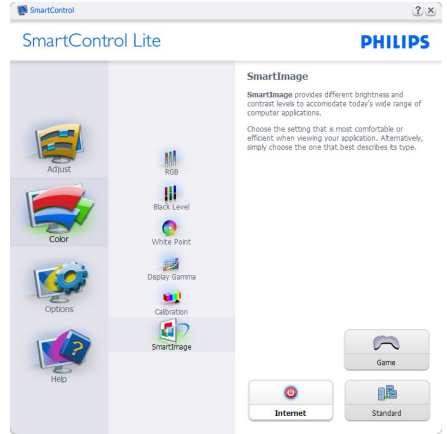 SmartControl
SmartControl Lite
PHILIPS
Adjust
Color
Options
Help
RGB
Black Level
White Point
Display Gamma
Calibration
SmartImage
SmartImage
SmartImage provides different brightness and
contrast levels to accomodate today's wide range of
computer applications.
Choose the setting that is most comfortable or
efficient when viewing your application. Alternatively,
simply choose the one that best describes its type.
Game
Internet
Standard